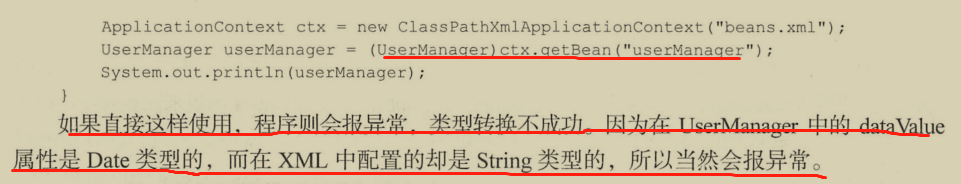 ApplicationContext ctx = new ClassPathXmlApplicationContext("beans.xml");
UserManager userManager = (UserManager)ctx.getBean("userManager");
System.out.println(userManager);
}
如果直接这样使用，程序则会报异常，类型转换不成功。因为在 UserManager 中的 dataValue
属性是 Date 类型的，而在 XML 中配置的却是 String 类型的，所以当然会报异常。